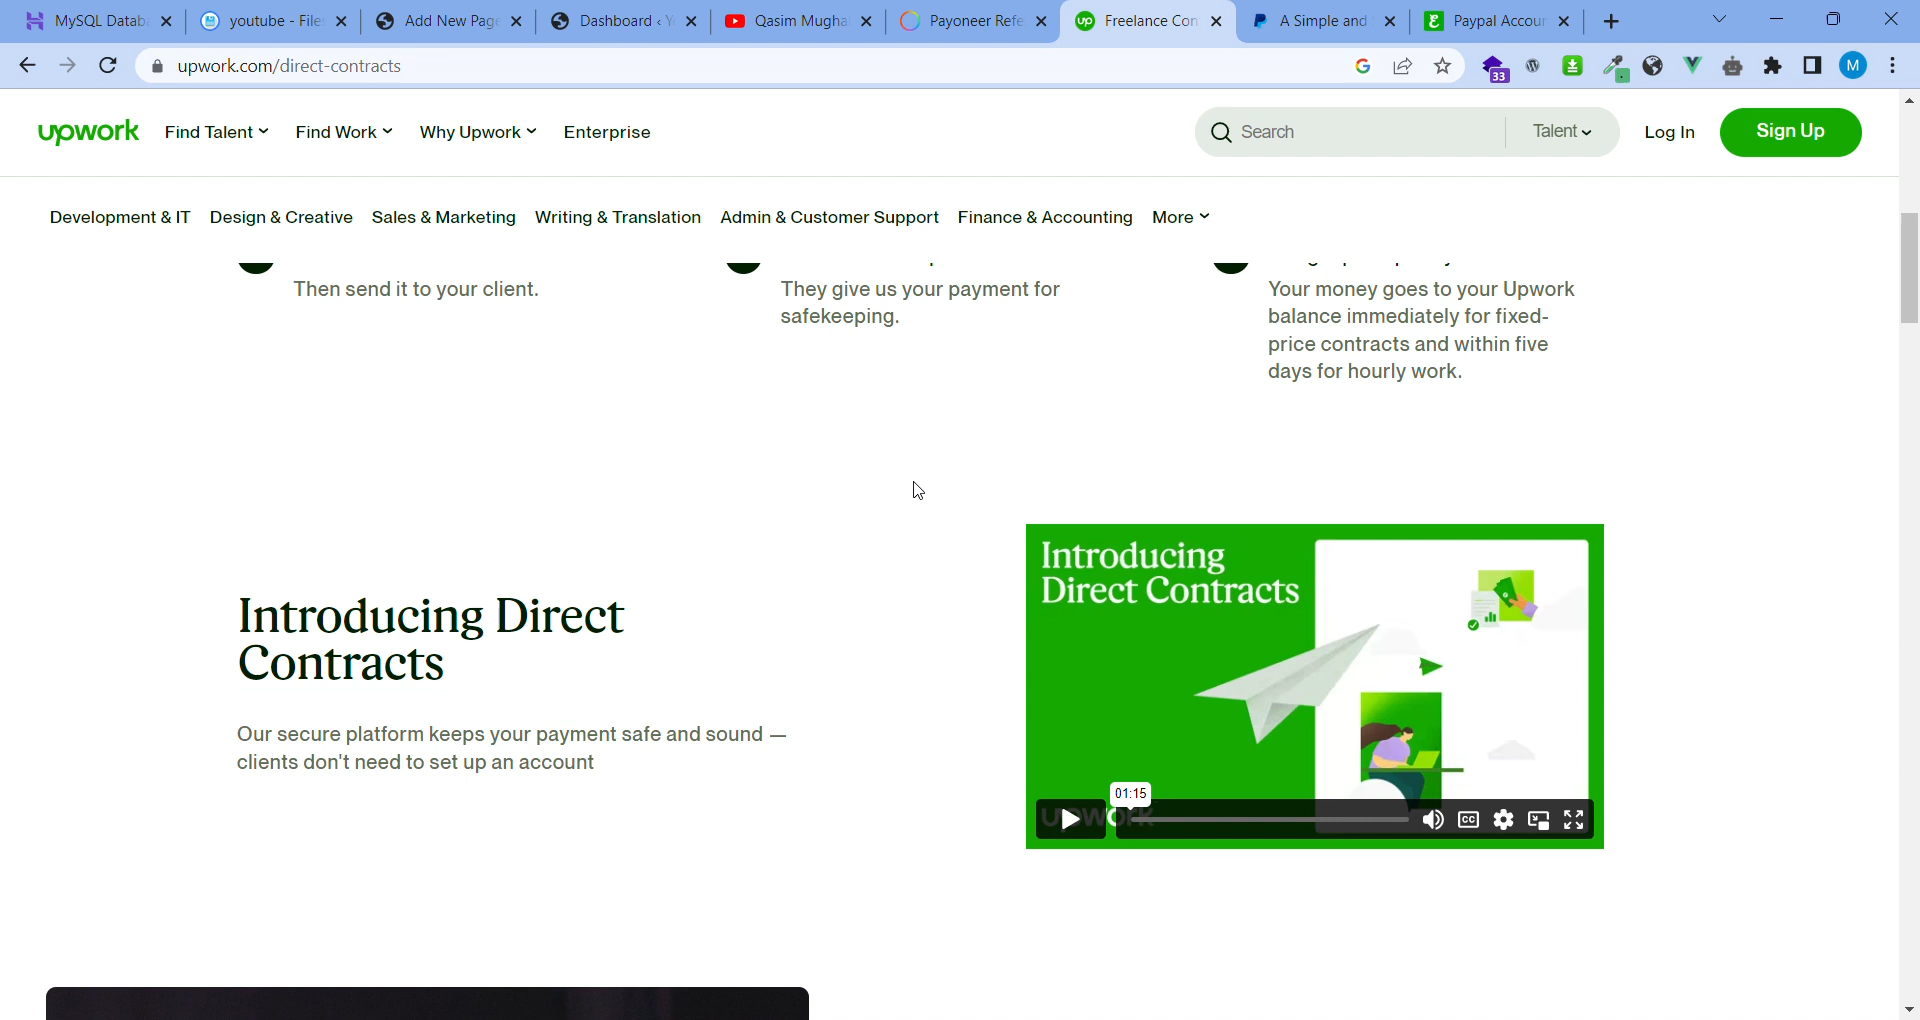 MySQL Datab
youtube - File
Add New Page
Dashboard ‹ Y
Qasim Mugha
Payoneer Refe
Freelance Con
A Simple and
Paypal Accoun
upwork.com/direct-contracts
33
M
upwork
Find Talent
Find Work
Why Upwork
Enterprise
Search
Talent
Log In
Sign Up
Development & IT
Design & Creative
Sales & Marketing
Writing & Translation
Admin & Customer Support
Finance & Accounting
More
Then send it to your client.
They give us your payment for
safekeeping.
Your money goes to your Upwork
balance immediately for fixed-
price contracts and within five
days for hourly work.
Introducing Direct
Contracts
Our secure platform keeps your payment safe and sound —
clients don't need to set up an account
Introducing
Direct Contracts
01:15
upwork
CC